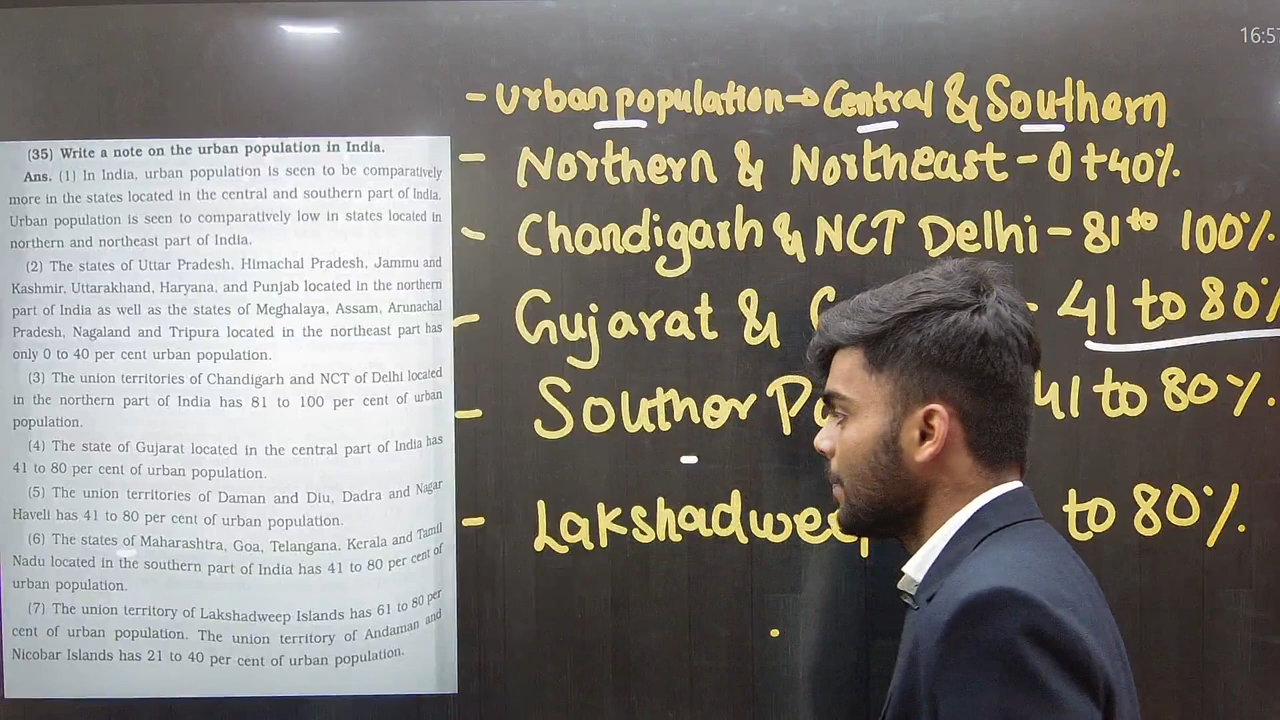 16:57
(35) Write a note on the urban population in India.
Ans. (1) In India, urban population is seen to be comparatively
more in the states located in the central and southern part of India.
Urban population is seen to comparatively low in states located in
northern and northeast part of India.
(2) The states of Uttar Pradesh, Himachal Pradesh, Jammu and
Kashmir, Uttarakhand, Haryana, and Punjab located in the northern
part of India as well as the states of Meghalaya, Assam, Arunachal
Pradesh, Nagaland and Tripura located in the northeast part has
only 0 to 40 per cent urban population.
(3) The union territories of Chandigarh and NCT of Delhi located
in the northern part of India has 81 to 100 per cent of urban
population.
(4) The state of Gujarat located in the central part of India has
41 to 80 per cent of urban population.
(5) The union territories of Daman and Diu, Dadra and Nagar
Haveli has 41 to 80 per cent of urban population.
(6) The states of Maharashtra, Goa, Telangana, Kerala and Tamil
Nadu located in the southern part of India has 41 to 80 per cent of
urban population.
(7) The union territory of Lakshadweep Islands has 61 to 80 per
cent of urban population. The union territory of Andaman and
Nicobar Islands has 21 to 40 per cent of urban population.
- Urban population → Central & Southern
- Northern & Northeast - 0 t 40%.
- Chandigarh & NCT Delhi - 81 to 100%.
- Gujarat & - 41 to 80%
- Souther 41 to 80%.
- Lakshadweep to 80%.